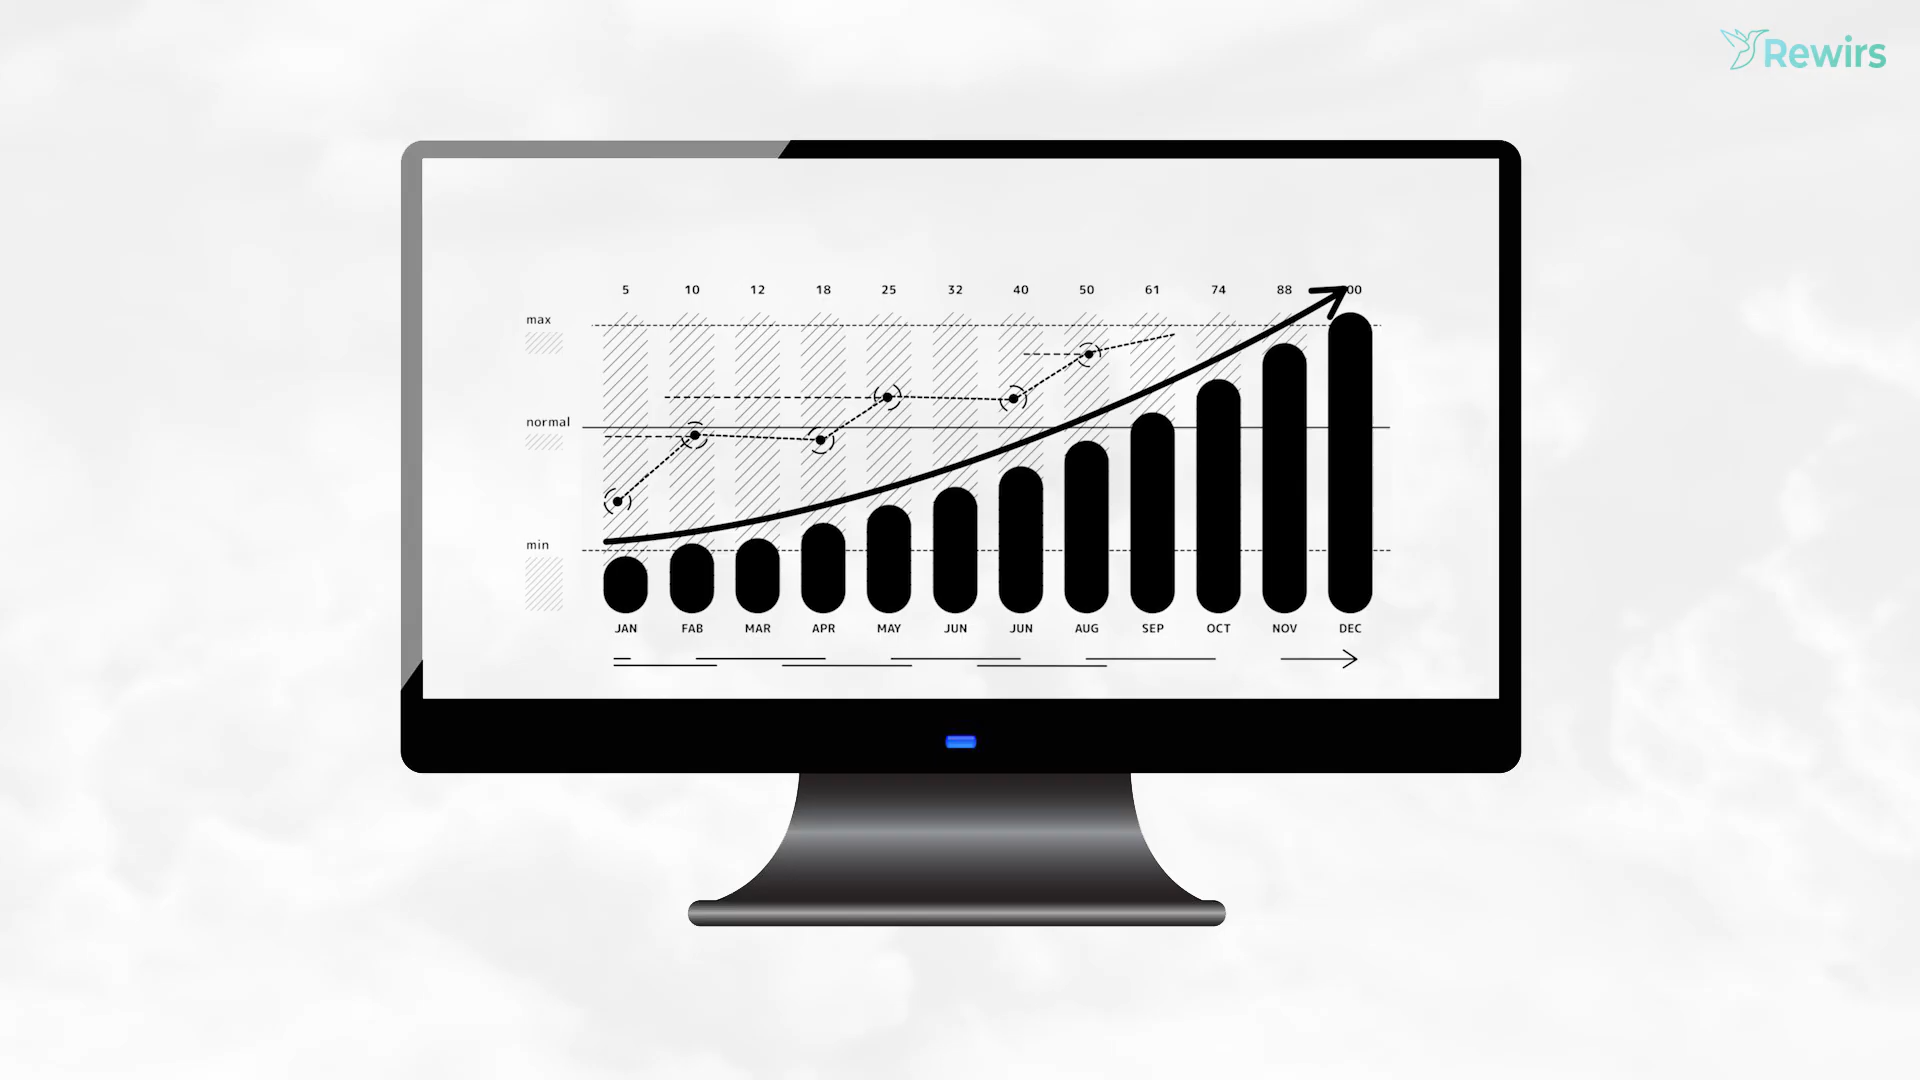 Rewirs
5 10 12 18 25 32 40 50 61 74 88 00
max
normal
min
JAN FAB MAR APR MAY JUN JUN AUG SEP OCT NOV DEC